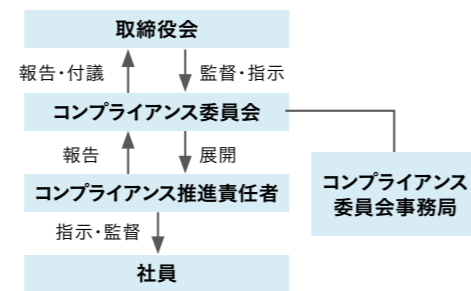 取締役会
報告・付議
監督・指示
コンプライアンス委員会
報告
展開
コンプライアンス推進責任者
コンプライアンス
委員会事務局
指示・監督
社員